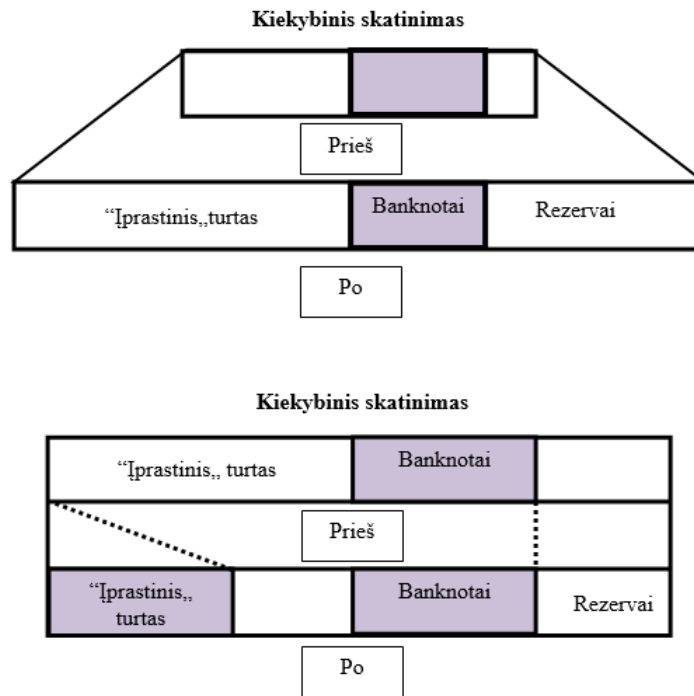 Kiekybinis skatinimas
Prieš
“Įprastinis„turtas
Banknotai
Rezervai
Po
Kiekybinis skatinimas
“Įprastinis„ turtas
Banknotai
Prieš
“Įprastinis„
turtas
Banknotai
Rezervai
Po